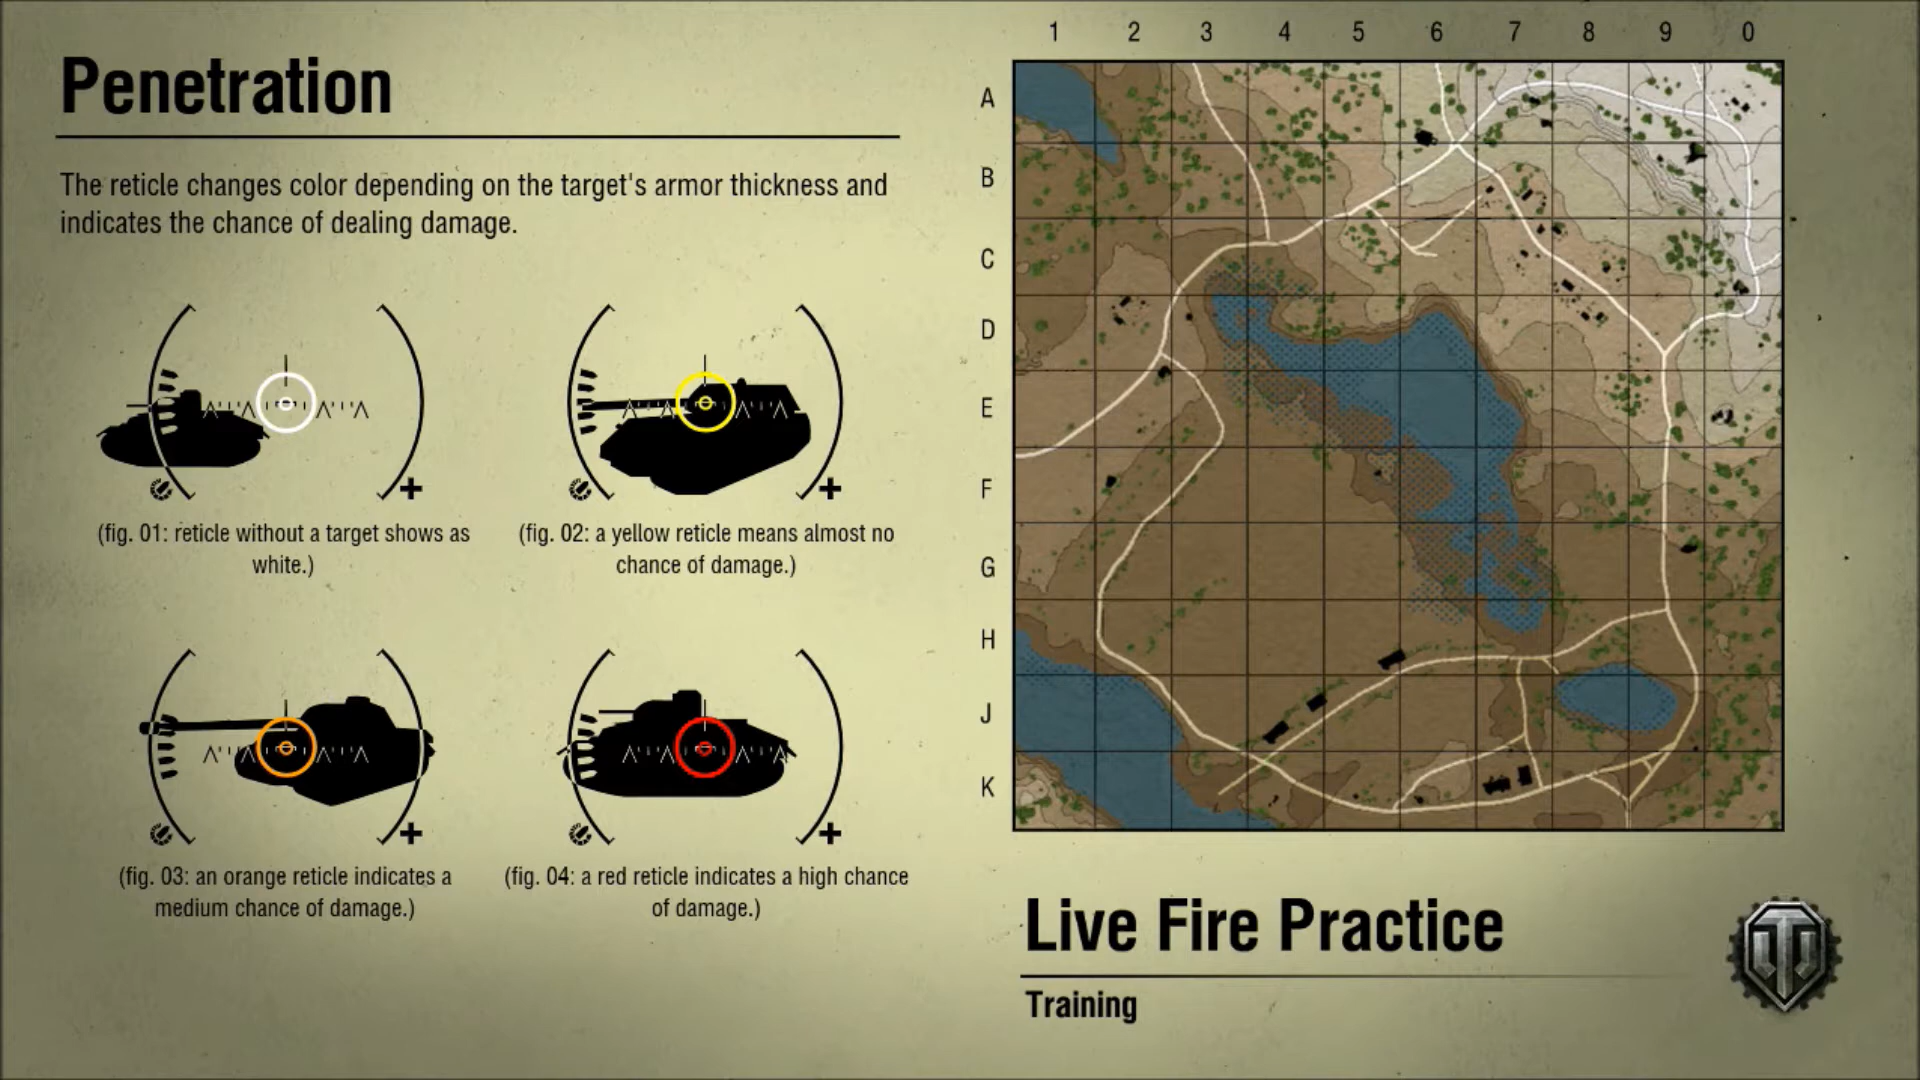 Penetration
The reticle changes color depending on the target's armor thickness and
indicates the chance of dealing damage.
(fig. 01: reticle without a target shows as
white.)
(fig. 02: a yellow reticle means almost no
chance of damage.)
(fig. 03: an orange reticle indicates a
medium chance of damage.)
(fig. 04: a red reticle indicates a high chance
of damage.)
1 2 3 4 5 6 7 8 9 0
A
B
C
D
E
F
G
H
J
K
Live Fire Practice
Training